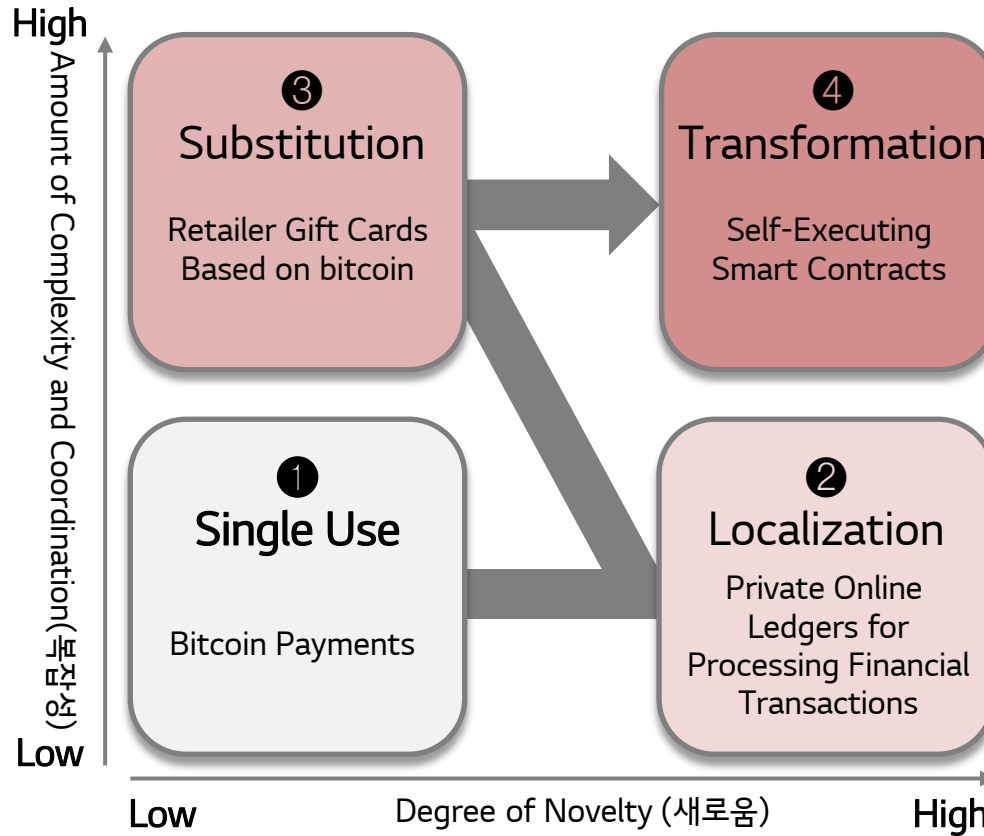 High
Amount of Complexity and Coordination(복잡성)
Low
❸
Substitution
Retailer Gift Cards
Based on bitcoin
❹
Transformation
Self-Executing
Smart Contracts
❶
Single Use
Bitcoin Payments
❷
Localization
Private Online
Ledgers for
Processing Financial
Transactions
Low
Degree of Novelty (새로움)
High